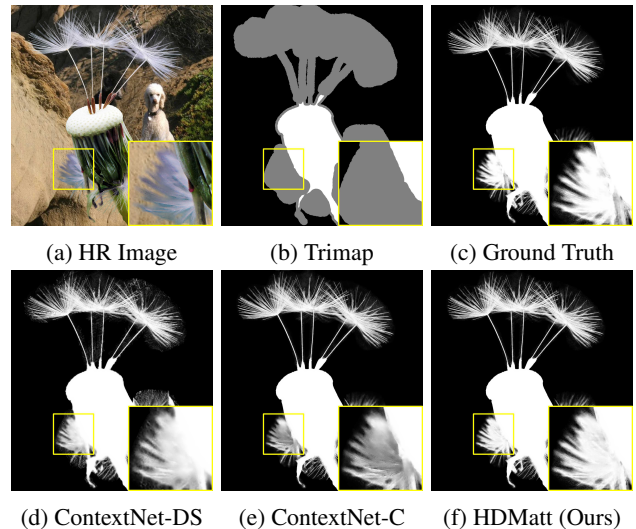 (a) HR Image (b) Trimap (c) Ground Truth
(d) ContextNet-DS (e) ContextNet-C (f) HDMatt (Ours)